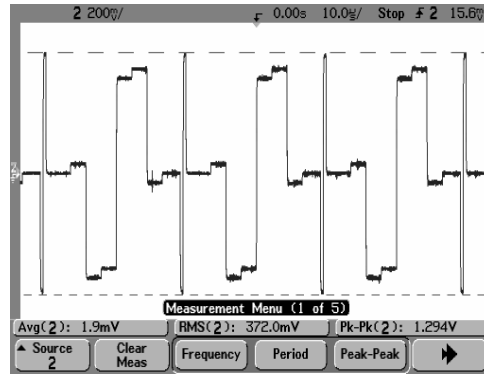 2 200mV/ 0.00s 10.0µs/ Stop 2 15.6mV
Measurement Menu (1 of 5)
Avg(2): 1.9mV RMS(2): 372.0mV Pk-Pk(2): 1.294V
Source 2 Clear Meas Frequency Period Peak-Peak